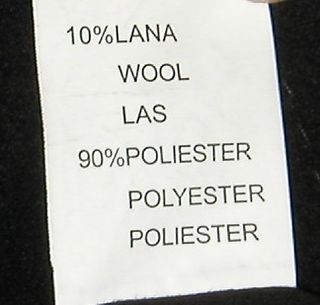 10%LANA
WOOL
LAS
90%POLIESTER
POLYESTER
POLIESTER